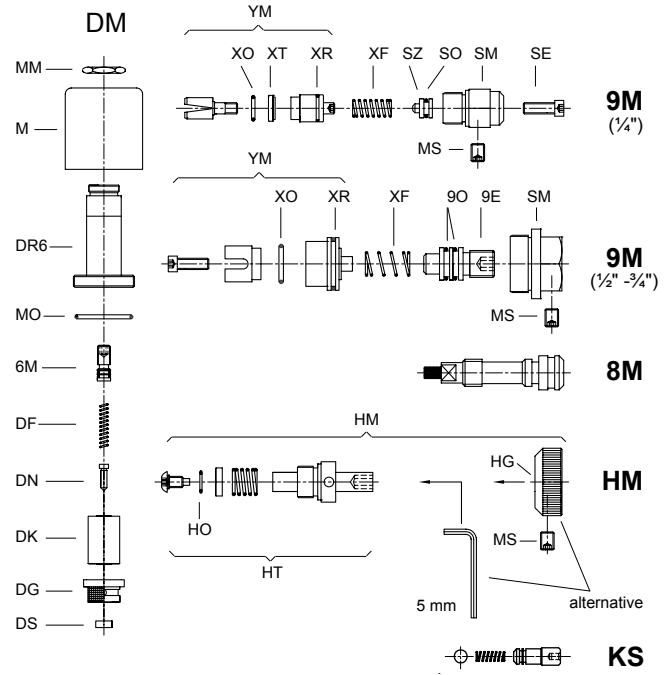 DM
MM
M
DR6
MO
6M
DF
DN
DK
DG
DS
YM
XO XT XR XF SZ SO SM SE
MS
9M
(¼")
YM
XO XR XF 9O 9E SM
MS
9M
(½" -¾")
8M
HM
HG
HM
HO
MS
HT
5 mm
alternative
KS